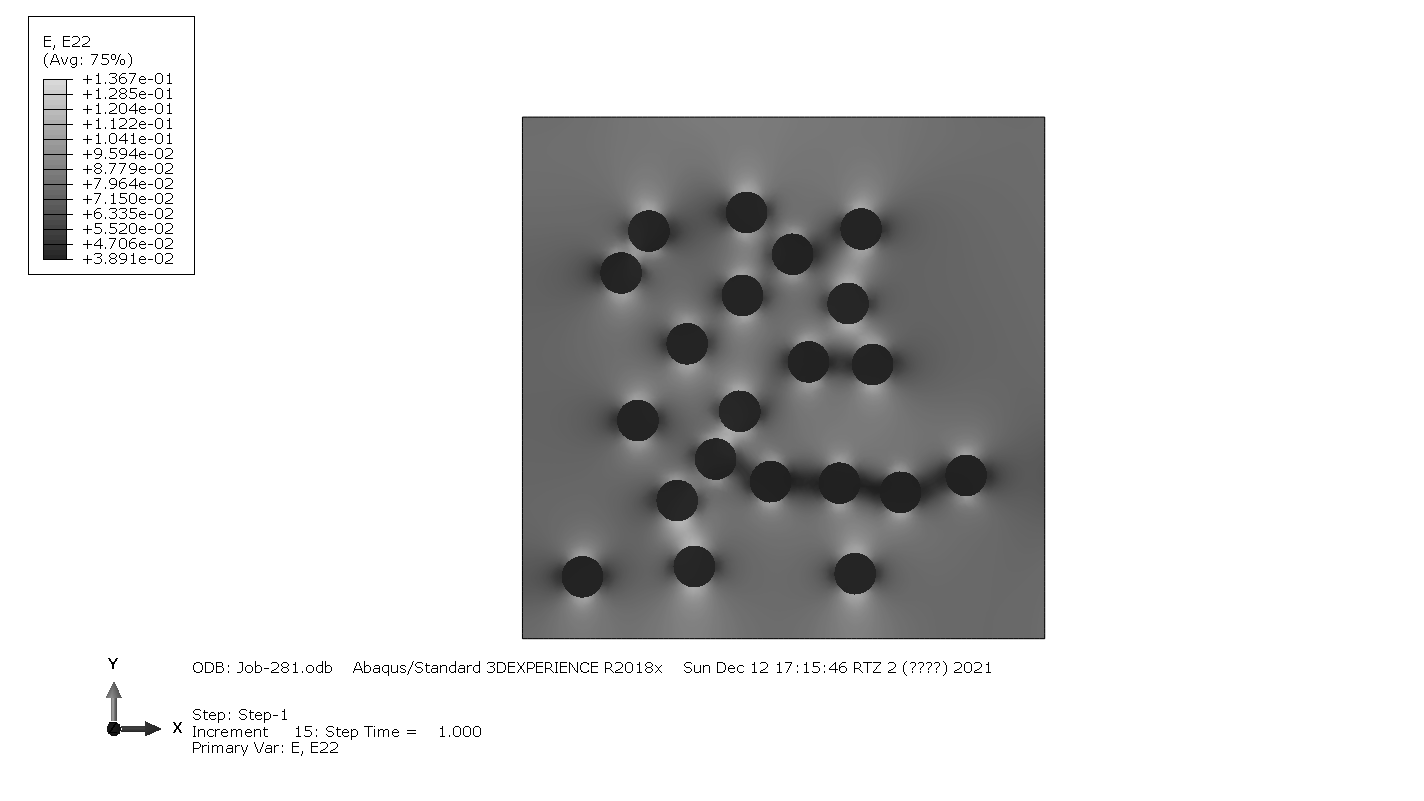 E, E22
(Avg: 75%)
+1.367e-01
+1.285e-01
+1.204e-01
+1.122e-01
+1.041e-01
+9.594e-02
+8.779e-02
+7.964e-02
+7.150e-02
+6.335e-02
+5.520e-02
+4.706e-02
+3.891e-02
Y
X
ODB: Job-281.odb Abaqus/Standard 3DEXPERIENCE R2018x Sun Dec 12 17:15:46 RTZ 2 (????) 2021
Step: Step-1
Increment 15: Step Time = 1.000
Primary Var: E, E22